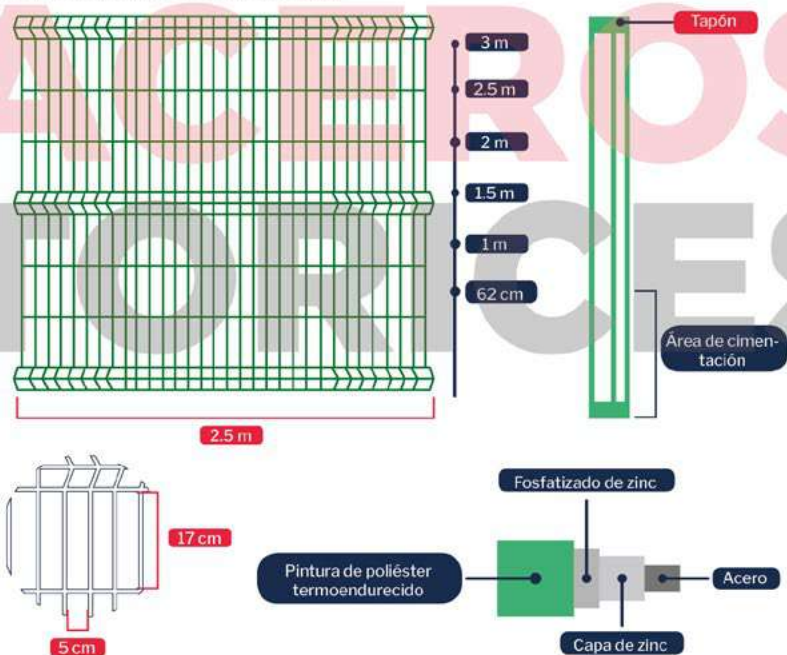 ACEROS
TORICES
3 m
2.5 m
2 m
1.5 m
1 m
62 cm
2.5 m
Tapón
Área de cimen-
tación
17 cm
5 cm
Fosfatizado de zinc
Pintura de poliéster
termoendurecido
Acero
Capa de zinc